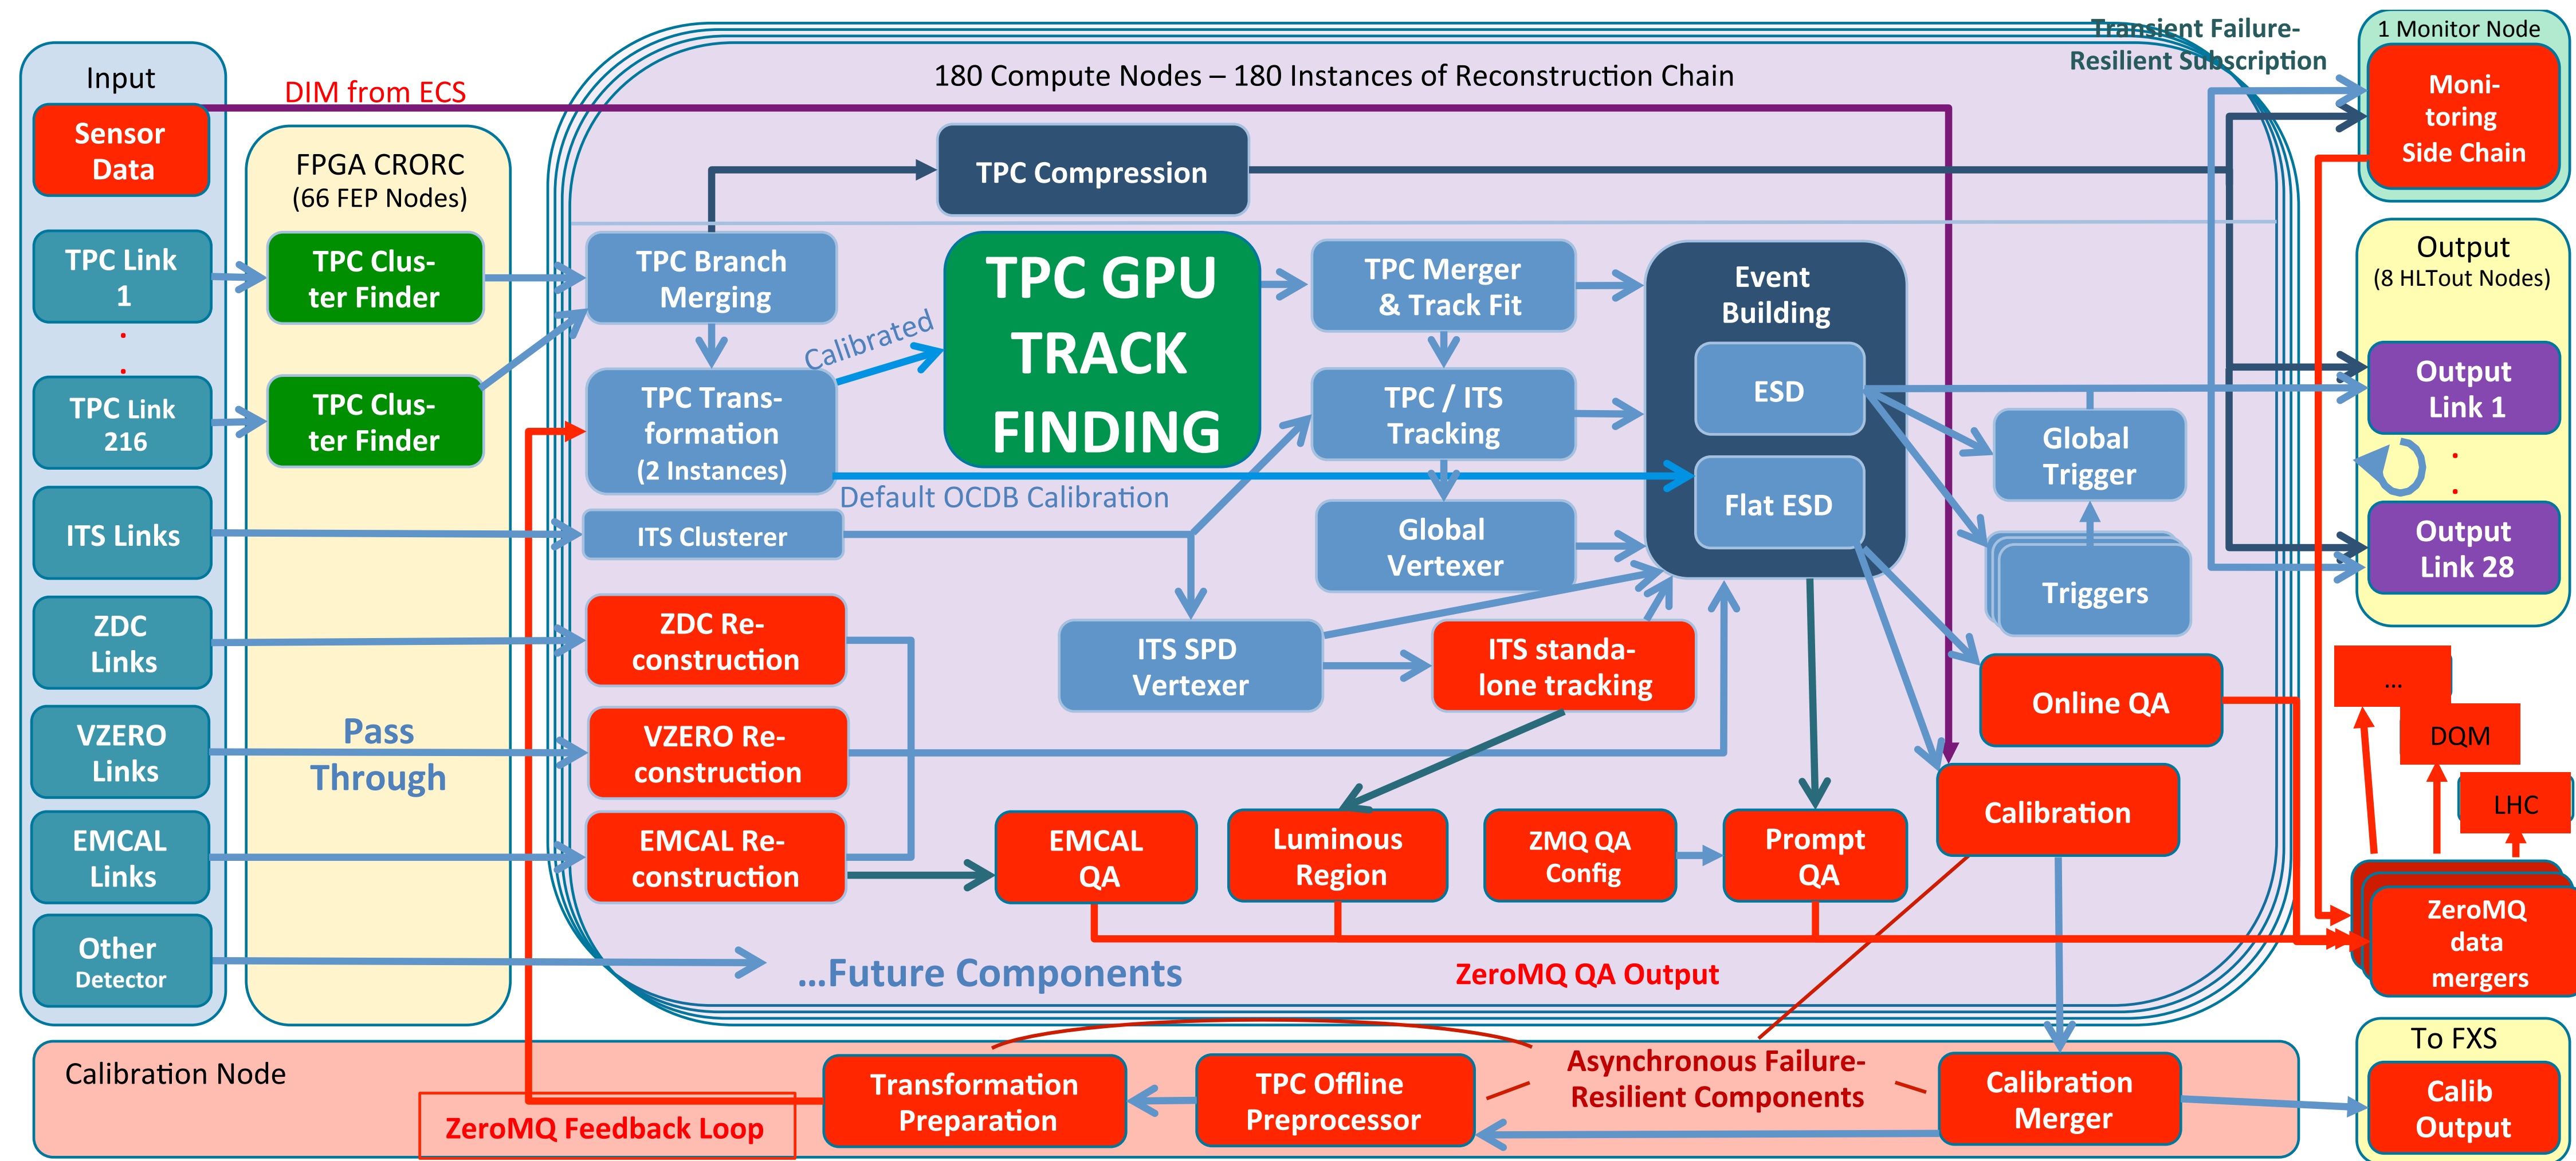 Input
Sensor
Data
TPC Link
1
.
.
TPC Link
216
ITS Links
ZDC
Links
VZERO
Links
EMCAL
Links
Other
Detector
DIM from ECS
FPGA CRORC
(66 FEP Nodes)
TPC Clus-
ter Finder
TPC Clus-
ter Finder
Pass
Through
180 Compute Nodes – 180 Instances of Reconstruction Chain
Transient Failure-
Resilient Subscription
TPC Compression
TPC Branch
Merging
Calibrated
TPC Trans-
formation
(2 Instances)
TPC GPU
TRACK
FINDING
Default OCDB Calibration
ITS Clusterer
TPC Merger
& Track Fit
TPC / ITS
Tracking
Global
Vertexer
Event
Building
ESD
Flat ESD
Global
Trigger
Triggers
ZDC Re-
construction
VZERO Re-
construction
EMCAL Re-
construction
ITS SPD
Vertexer
ITS standa-
lone tracking
Online QA
Calibration
EMCAL
QA
Luminous
Region
ZMQ QA
Config
Prompt
QA
...Future Components
ZeroMQ QA Output
1 Monitor Node
Moni-
toring
Side Chain
Output
(8 HLTout Nodes)
Output
Link 1
.
.
Output
Link 28
...
DQM
LHC
ZeroMQ
data
mergers
Calibration Node
ZeroMQ Feedback Loop
Transformation
Preparation
TPC Offline
Preprocessor
Asynchronous Failure-
Resilient Components
Calibration
Merger
To FXS
Calib
Output